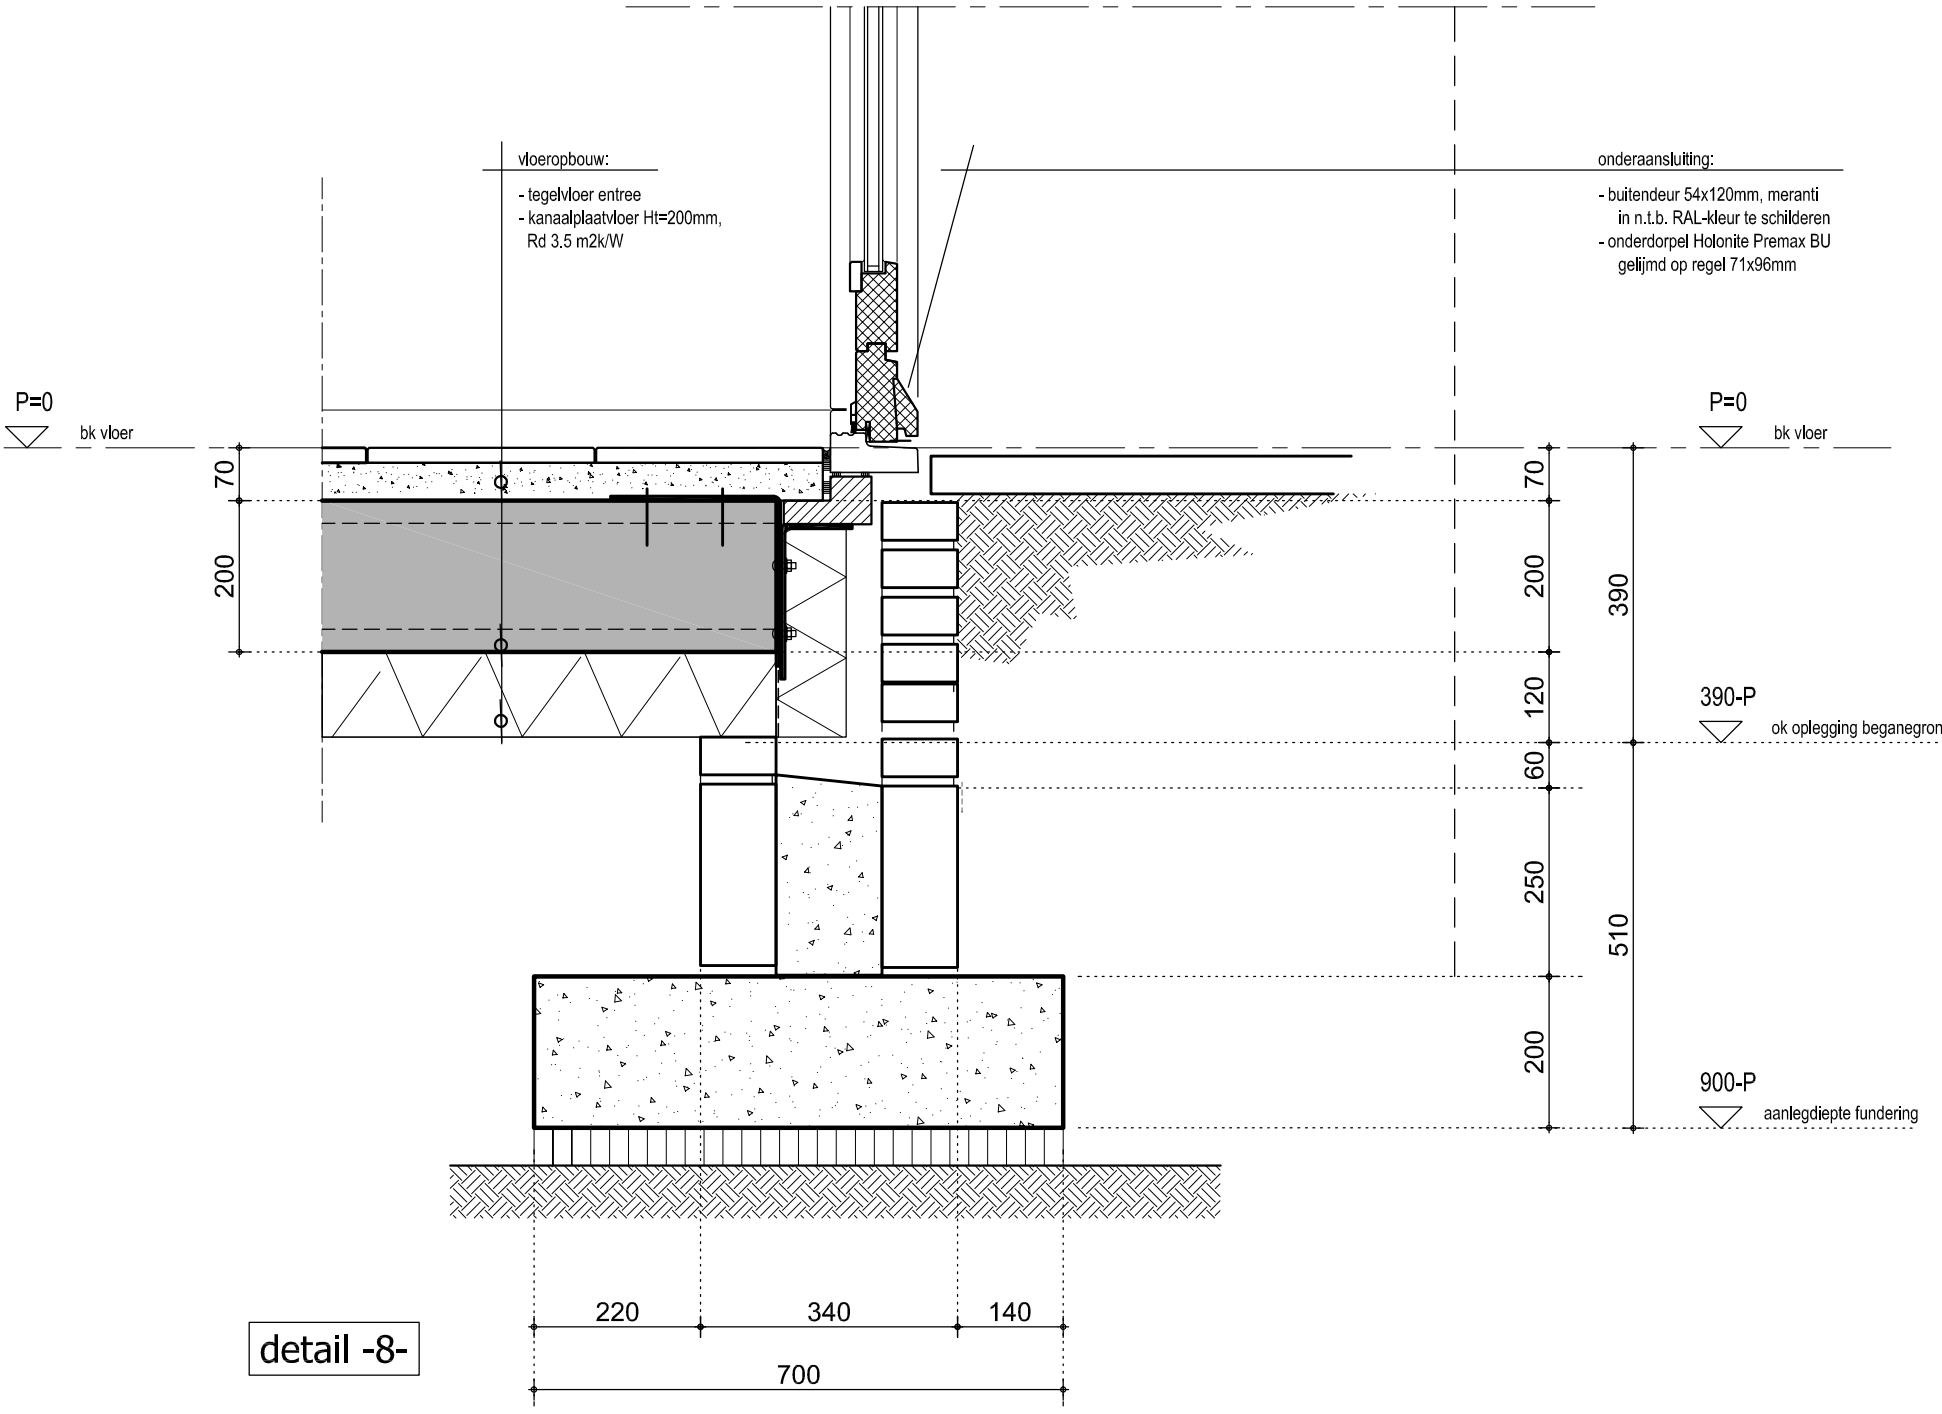 vloeropbouw:
- tegelvloer entree
- kanaalplaatvloer Ht=200mm,
Rd 3.5 m2k/W
onderaansluiting:
- buitendeur 54x120mm, meranti
in n.t.b. RAL-kleur te schilderen
- onderdorpel Holonite Premax BU
gelijmd op regel 71x96mm
P=0
bk vloer
P=0
bk vloer
70
200
70
200
120
60
250
200
390
510
390-P
ok oplegging beganegron
900-P
aanlegdiepte fundering
220
340
140
700
detail -8-